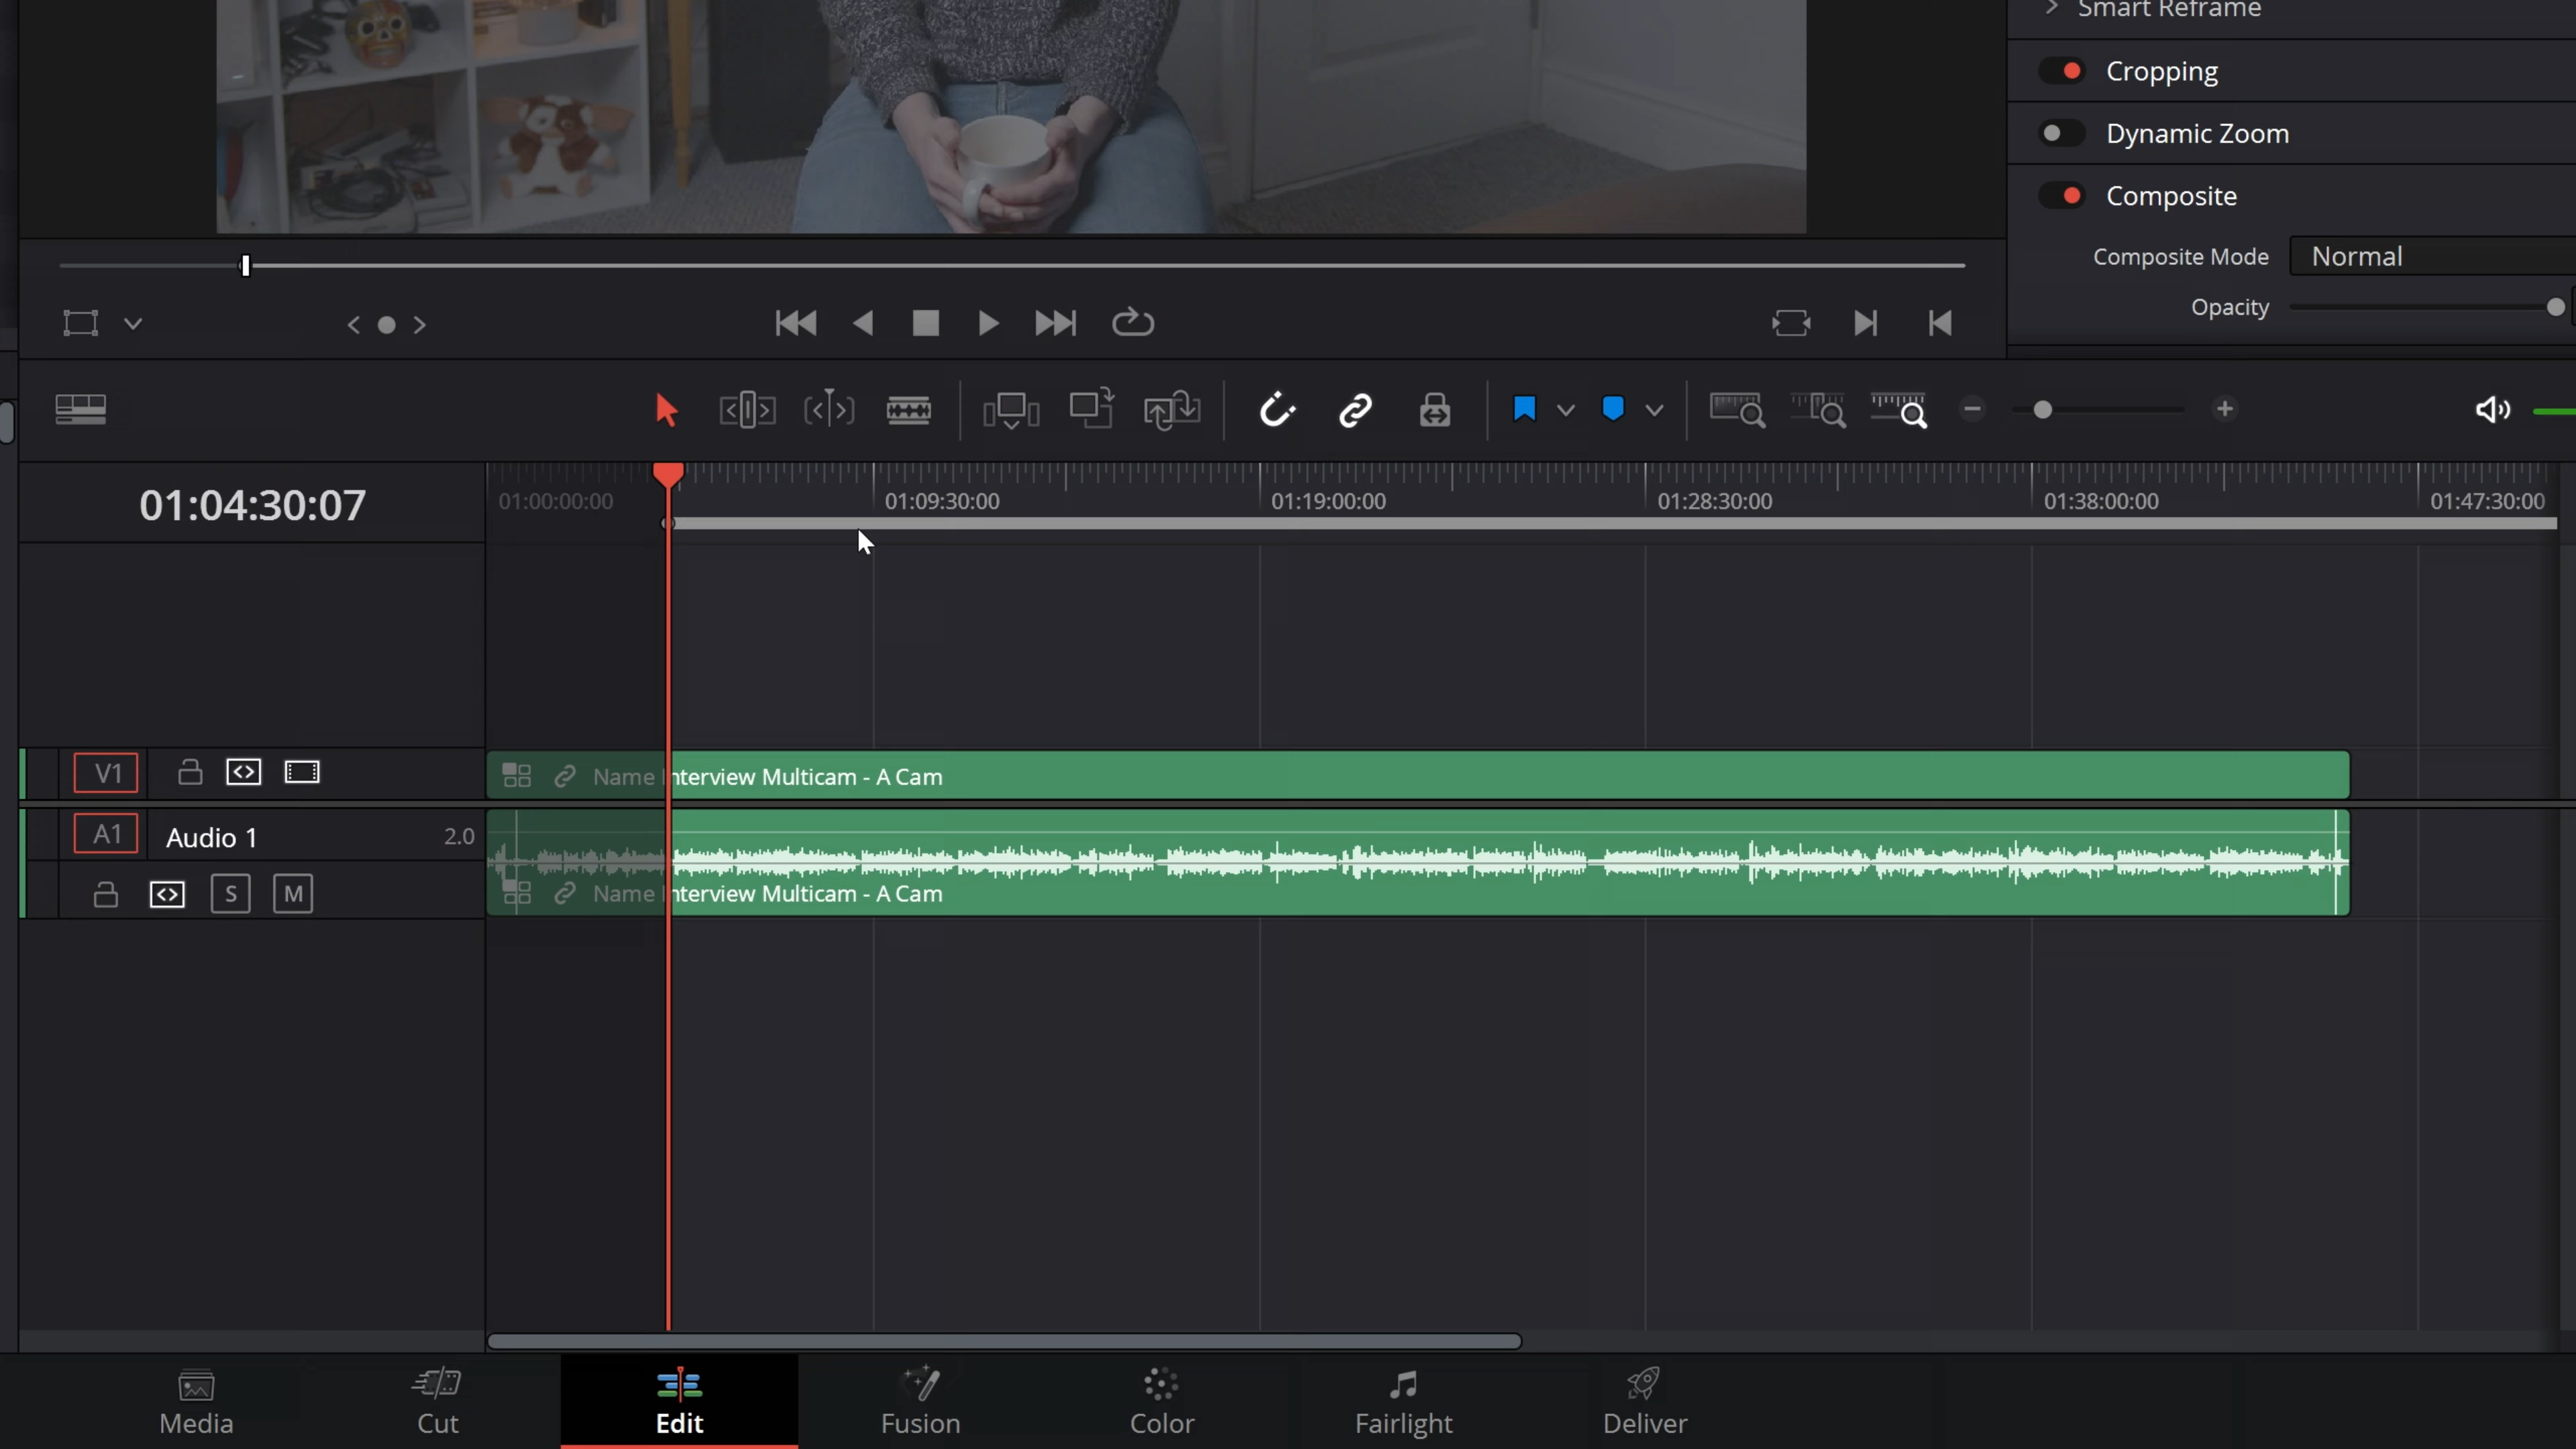 Smart Reframe
Cropping
Dynamic Zoom
Composite
Composite Mode Normal
Opacity
01:04:30:07
01:00:00:00 01:09:30:00 01:19:00:00 01:28:30:00 01:38:00:00 01:47:30:00
V1
Name Interview Multicam - A Cam
A1 Audio 1 2.0
S M
Name Interview Multicam - A Cam
Media Cut Edit Fusion Color Fairlight Deliver